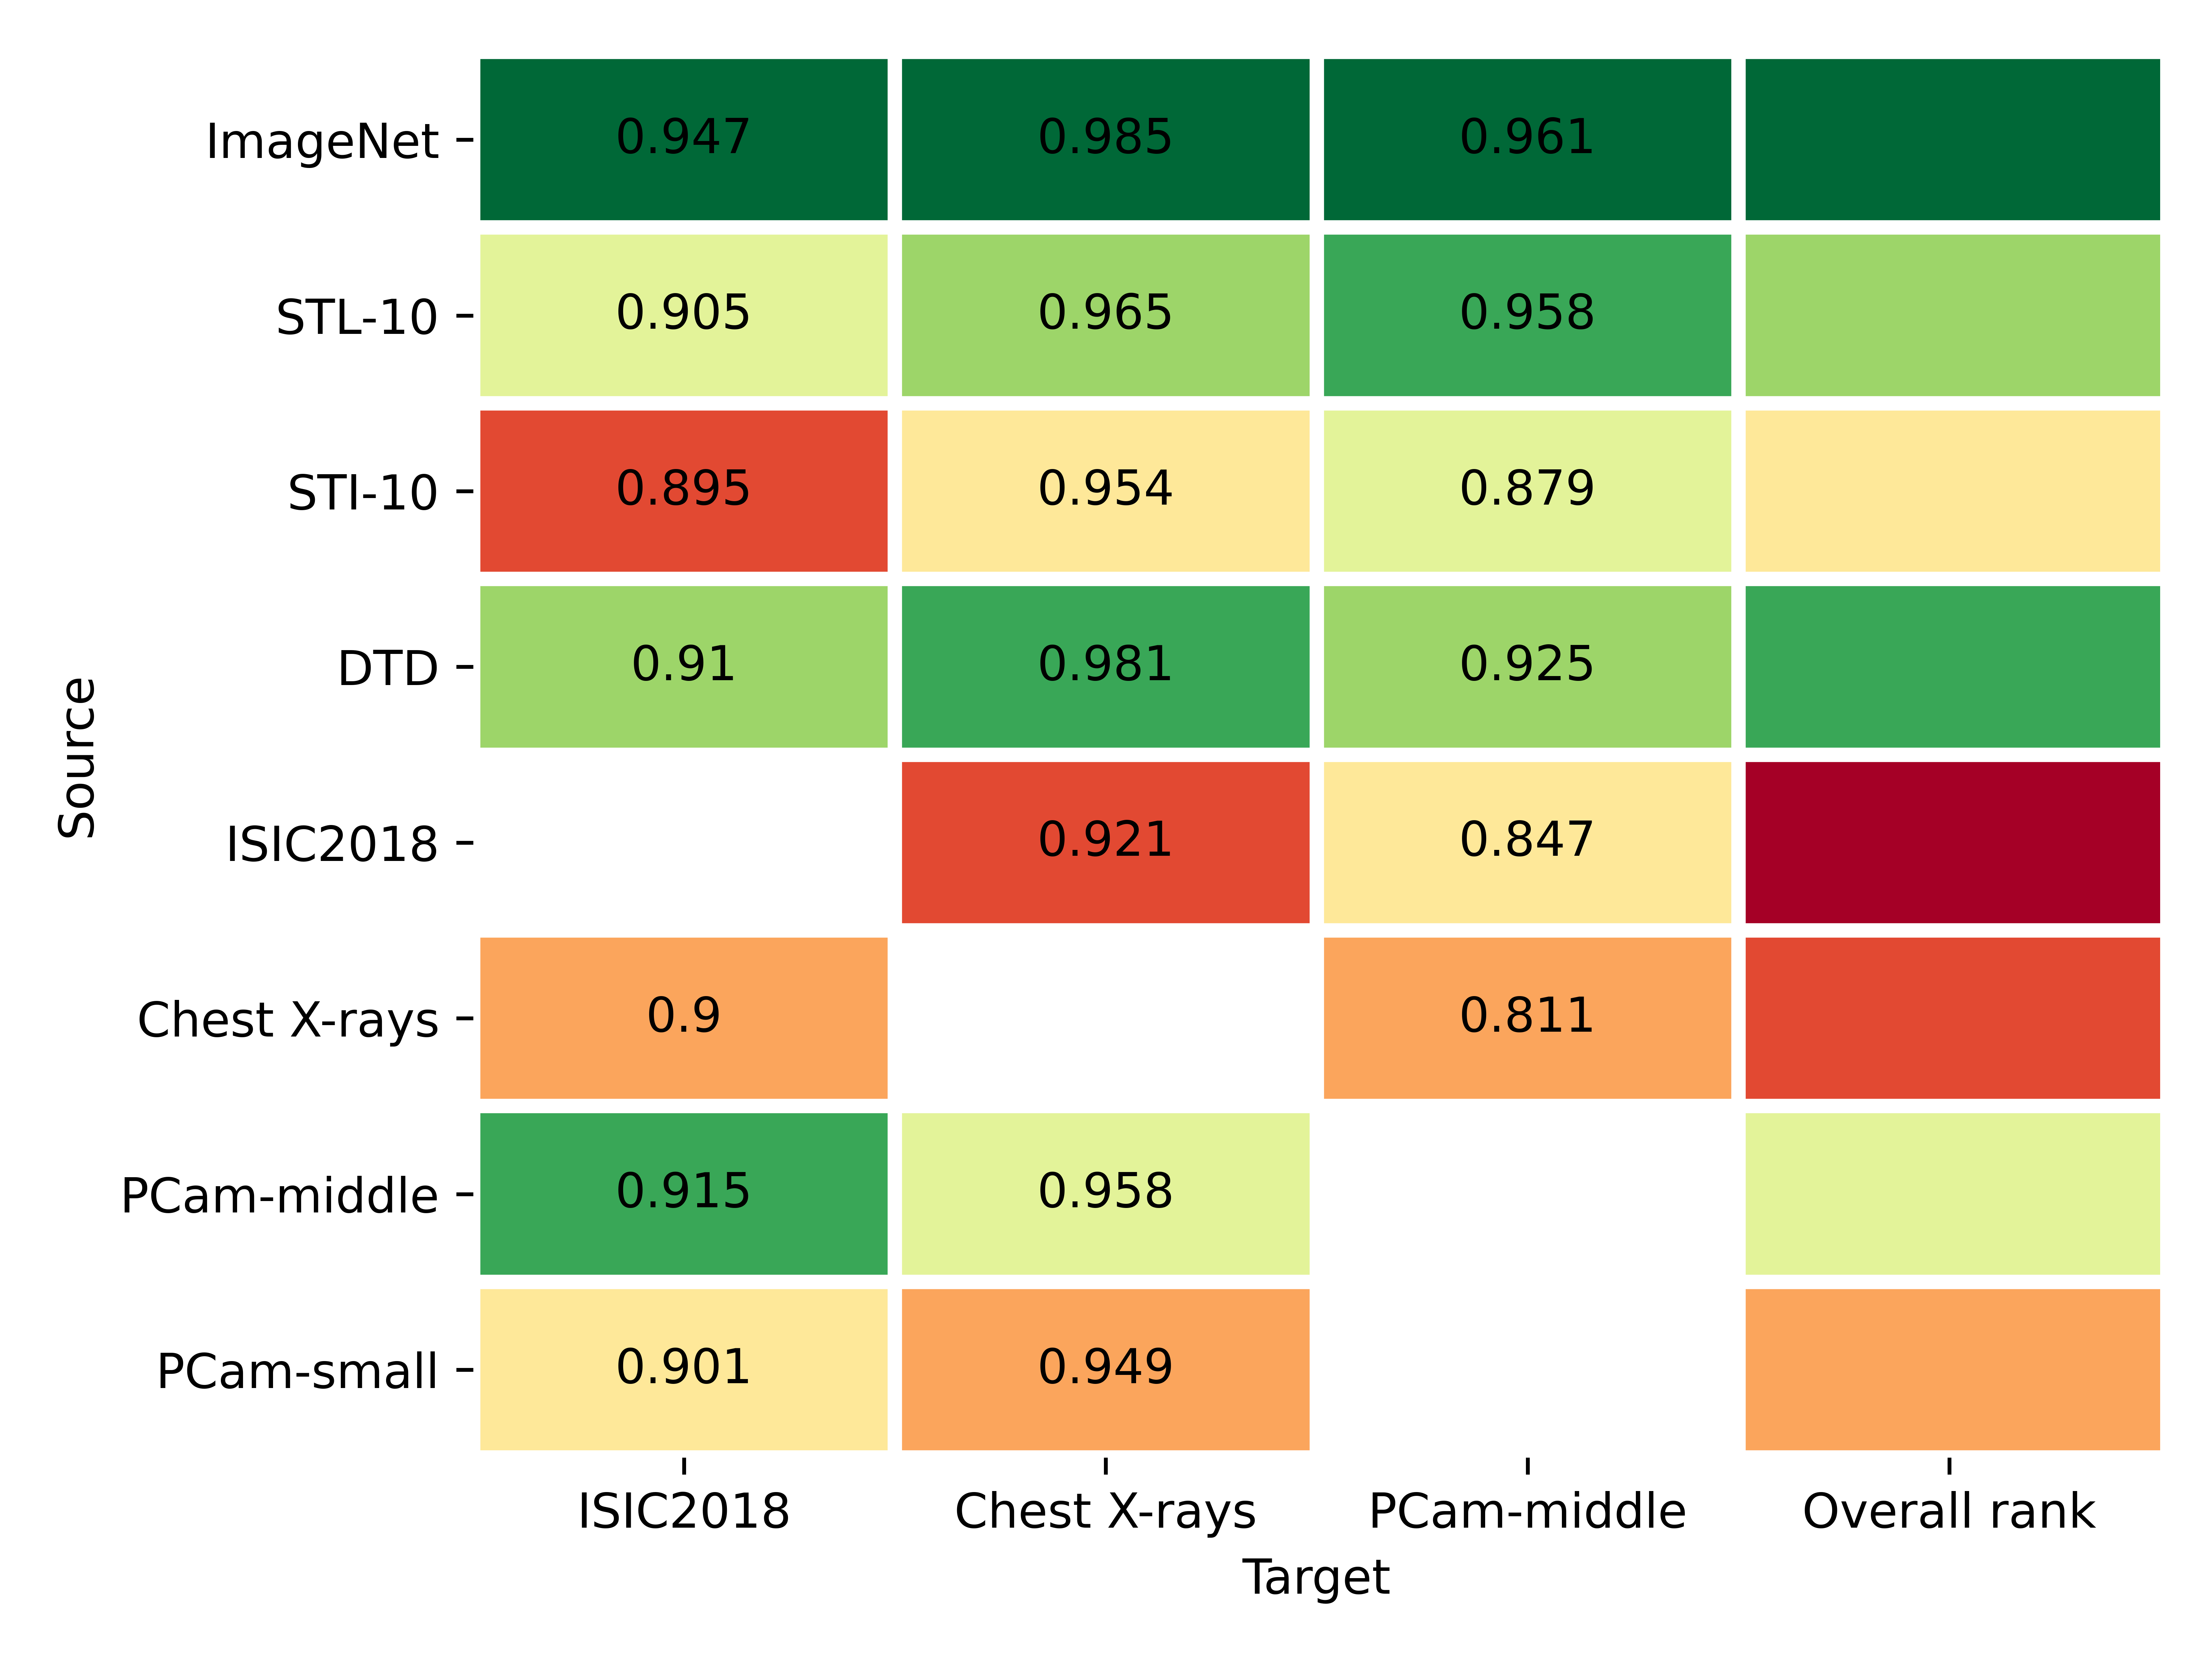 ImageNet 0.947 0.985 0.961
STL-10 0.905 0.965 0.958
STI-10 0.895 0.954 0.879
DTD 0.91 0.981 0.925
Source
ISIC2018 0.921 0.847
Chest X-rays 0.9 0.811
PCam-middle 0.915 0.958
PCam-small 0.901 0.949
ISIC2018 Chest X-rays PCam-middle Overall rank
Target